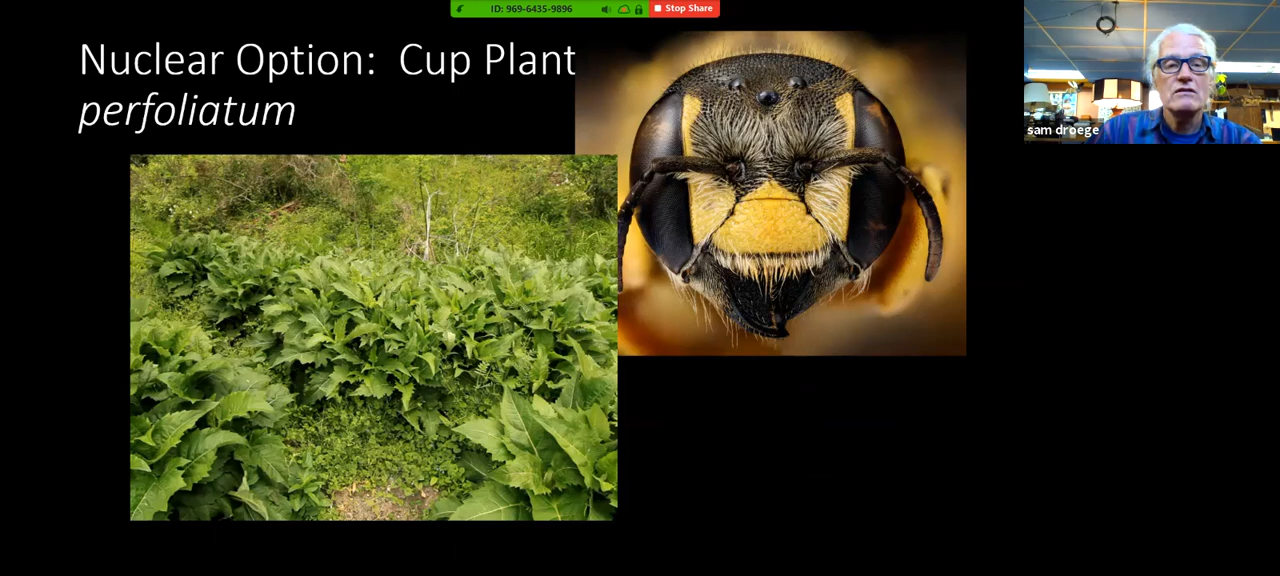 ID: 969-6435-9896
Stop Share
Nuclear Option: Cup Plant
perfoliatum
sam droege